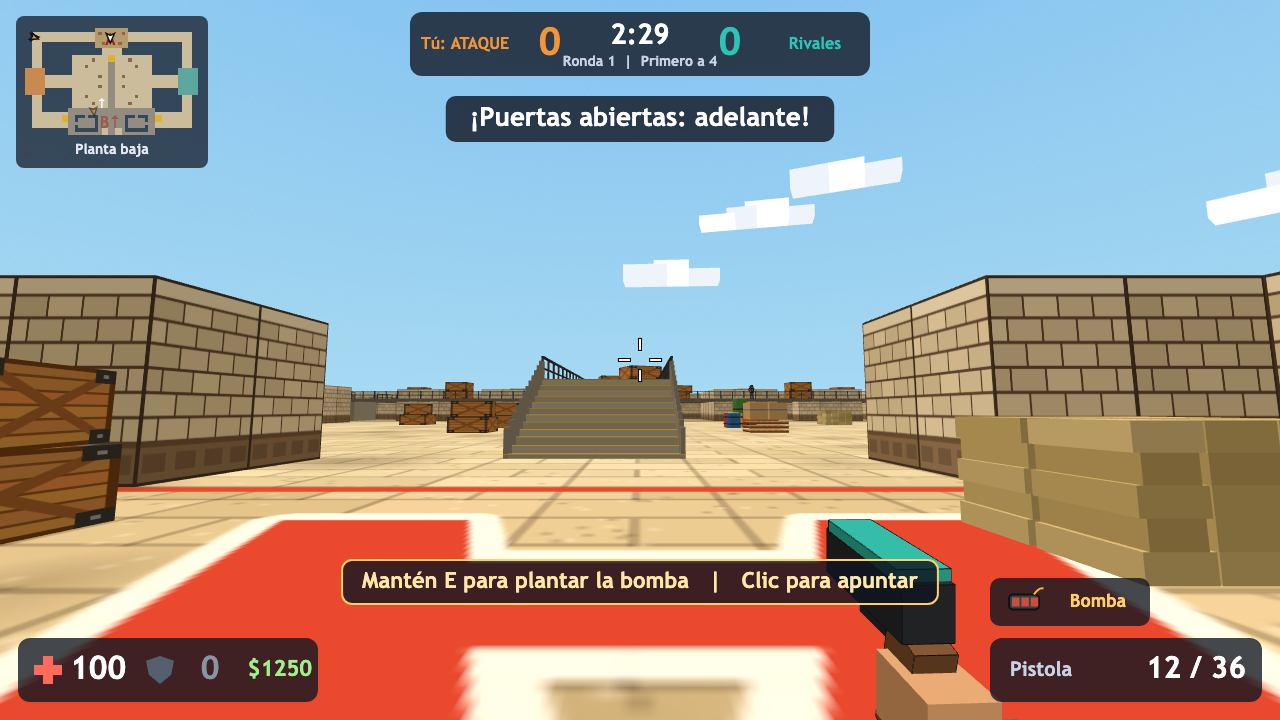 Tú: ATAQUE
0
2:29
0
Rivales
Ronda 1 | Primero a 4
¡Puertas abiertas: adelante!
B↑
Planta baja
Mantén E para plantar la bomba | Clic para apuntar
Bomba
100
0
$1250
Pistola
12 / 36